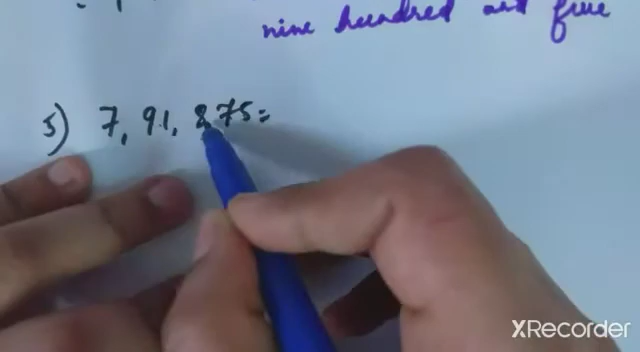 nine hundred and five
5) 7,91,875=
XRecorder